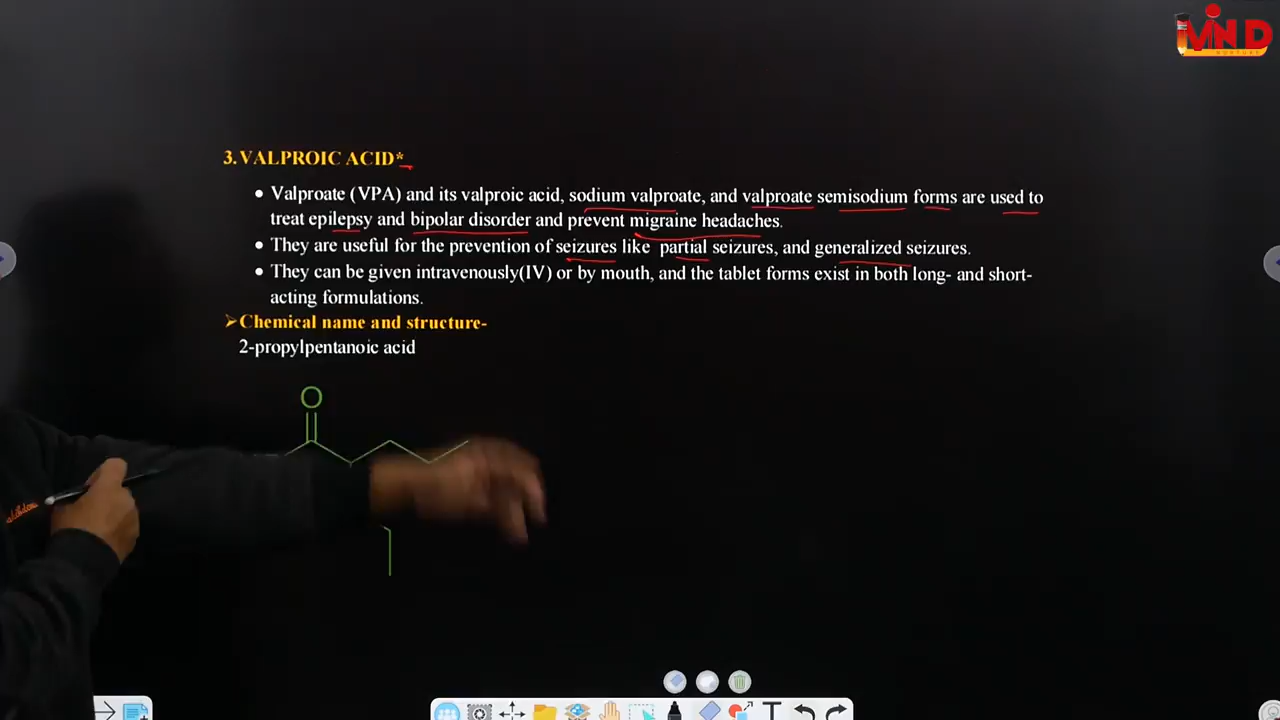 MIND
3. VALPROIC ACID*
• Valproate (VPA) and its valproic acid, sodium valproate, and valproate semisodium forms are used to
treat epilepsy and bipolar disorder and prevent migraine headaches.
• They are useful for the prevention of seizures like partial seizures, and generalized seizures.
• They can be given intravenously(IV) or by mouth, and the tablet forms exist in both long- and short-
acting formulations.
➢Chemical name and structure-
2-propylpentanoic acid
O